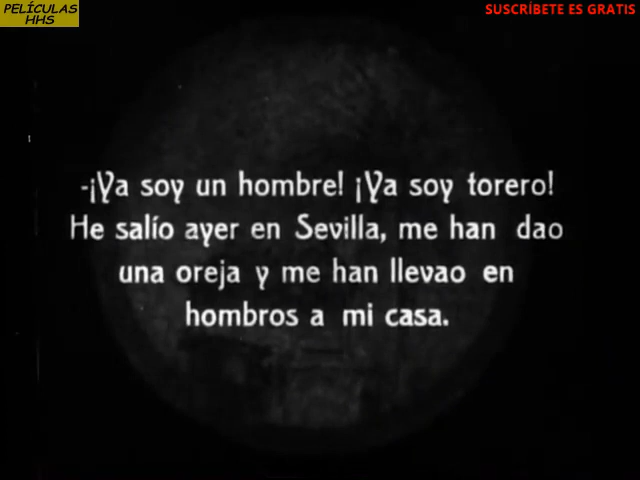 PELÍCULAS
HHS
SUSCRÍBETE ES GRATIS
-¡Ya soy un hombre! ¡Ya soy torero!
He salío ayer en Sevilla, me han dao
una oreja y me han llevao en
hombros a mi casa.